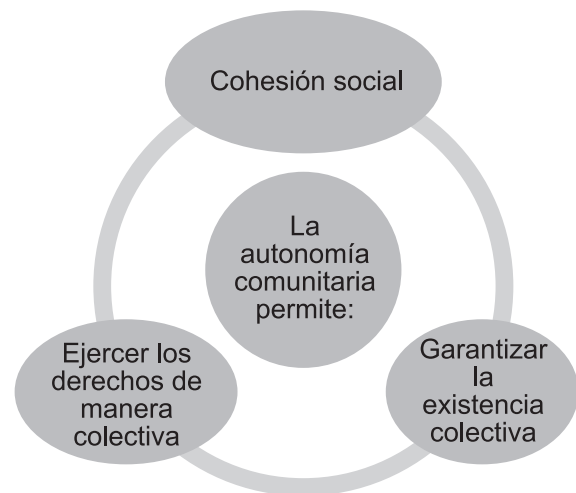 Cohesión social
La
autonomía
comunitaria
permite:
Ejercer los
derechos de
manera
colectiva
Garantizar
la
existencia
colectiva